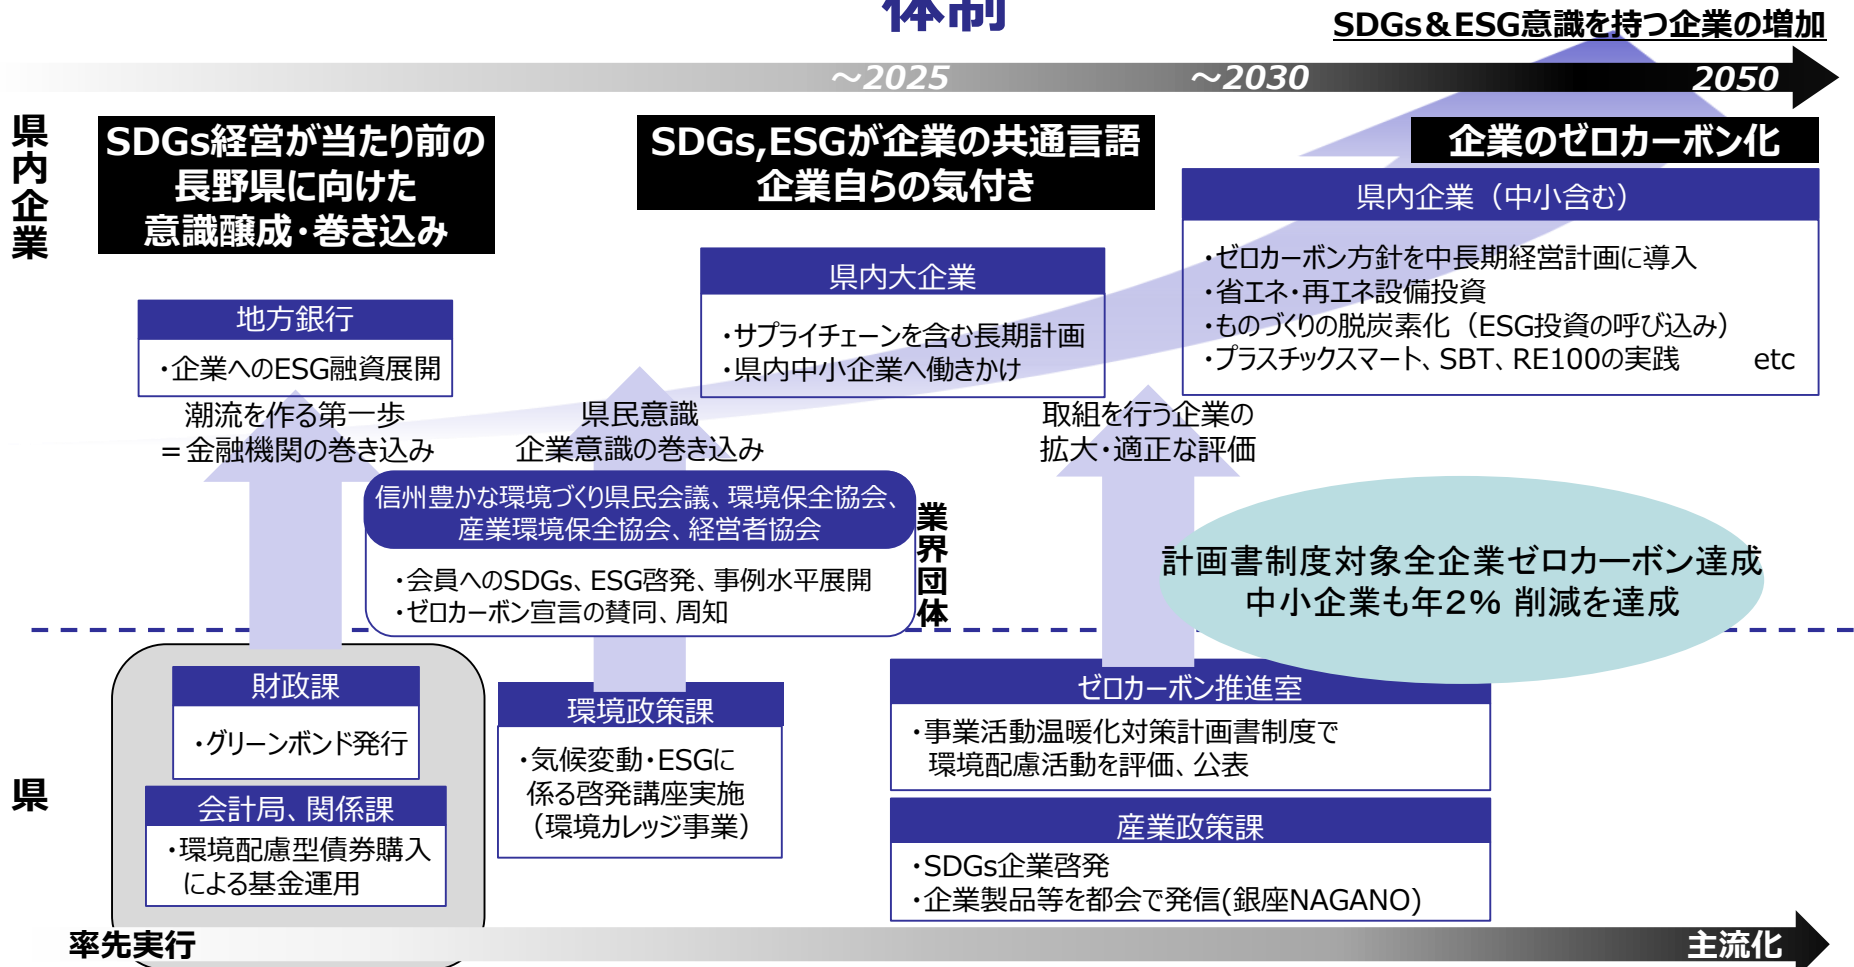 体制
SDGs&ESG意識を持つ企業の増加
～2025
～2030
2050
県内企業
SDGs経営が当たり前の
長野県に向けた
意識醸成・巻き込み
SDGs,ESGが企業の共通言語
企業自らの気付き
企業のゼロカーボン化
県内企業（中小含む）
・ゼロカーボン方針を中長期経営計画に導入
・省エネ・再エネ設備投資
・ものづくりの脱炭素化（ESG投資の呼び込み）
・プラスチックスマート、SBT、RE100の実践 etc
県内大企業
・サプライチェーンを含む長期計画
・県内中小企業へ働きかけ
地方銀行
・企業へのESG融資展開
潮流を作る第一歩
＝金融機関の巻き込み
県民意識
企業意識の巻き込み
取組を行う企業の
拡大・適正な評価
信州豊かな環境づくり県民会議、環境保全協会、
産業環境保全協会、経営者協会
・会員へのSDGs、ESG啓発、事例水平展開
・ゼロカーボン宣言の賛同、周知
業界団体
計画書制度対象全企業ゼロカーボン達成
中小企業も年２％ 削減を達成
県
財政課
・グリーンボンド発行
会計局、関係課
・環境配慮型債券購入
による基金運用
環境政策課
・気候変動・ESGに
係る啓発講座実施
（環境カレッジ事業）
ゼロカーボン推進室
・事業活動温暖化対策計画書制度で
環境配慮活動を評価、公表
産業政策課
・SDGs企業啓発
・企業製品等を都会で発信(銀座NAGANO)
率先実行
主流化